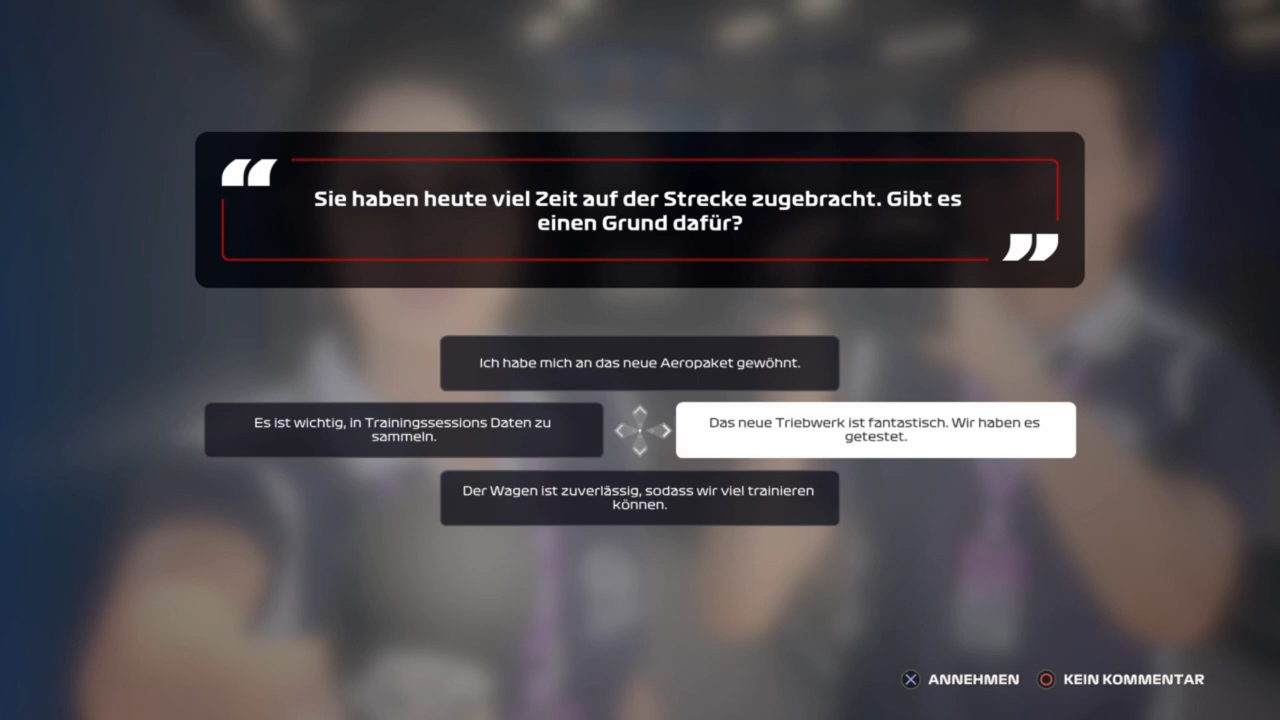 Sie haben heute viel Zeit auf der Strecke zugebracht. Gibt es
einen Grund dafür?
Ich habe mich an das neue Aeropaket gewöhnt.
Es ist wichtig, in Trainingssessions Daten zu
sammeln.
Das neue Triebwerk ist fantastisch. Wir haben es
getestet.
Der Wagen ist zuverlässig, sodass wir viel trainieren
können.
ANNEHMEN
KEIN KOMMENTAR